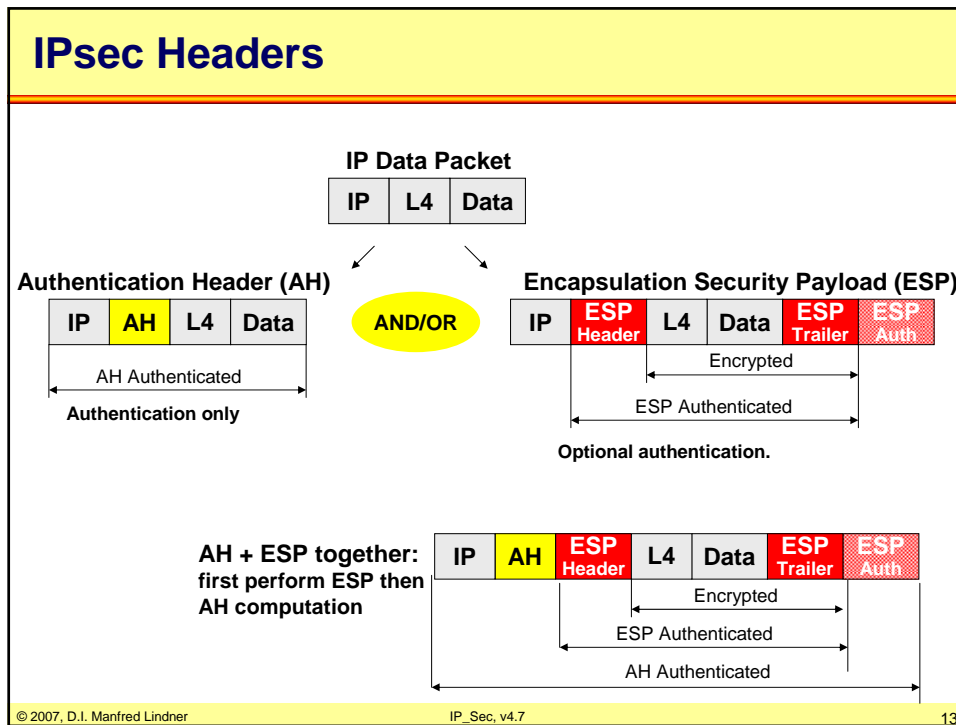 IPsec Headers
IP Data Packet
IP L4 Data
Authentication Header (AH)
IP AH L4 Data
AH Authenticated
Authentication only
AND/OR
Encapsulation Security Payload (ESP)
IP ESP Header L4 Data ESP Trailer ESP Auth
Encrypted
ESP Authenticated
Optional authentication.
AH + ESP together:
first perform ESP then
AH computation
IP AH ESP Header L4 Data ESP Trailer ESP Auth
Encrypted
ESP Authenticated
AH Authenticated
© 2007, D.I. Manfred Lindner IP_Sec, v4.7 13